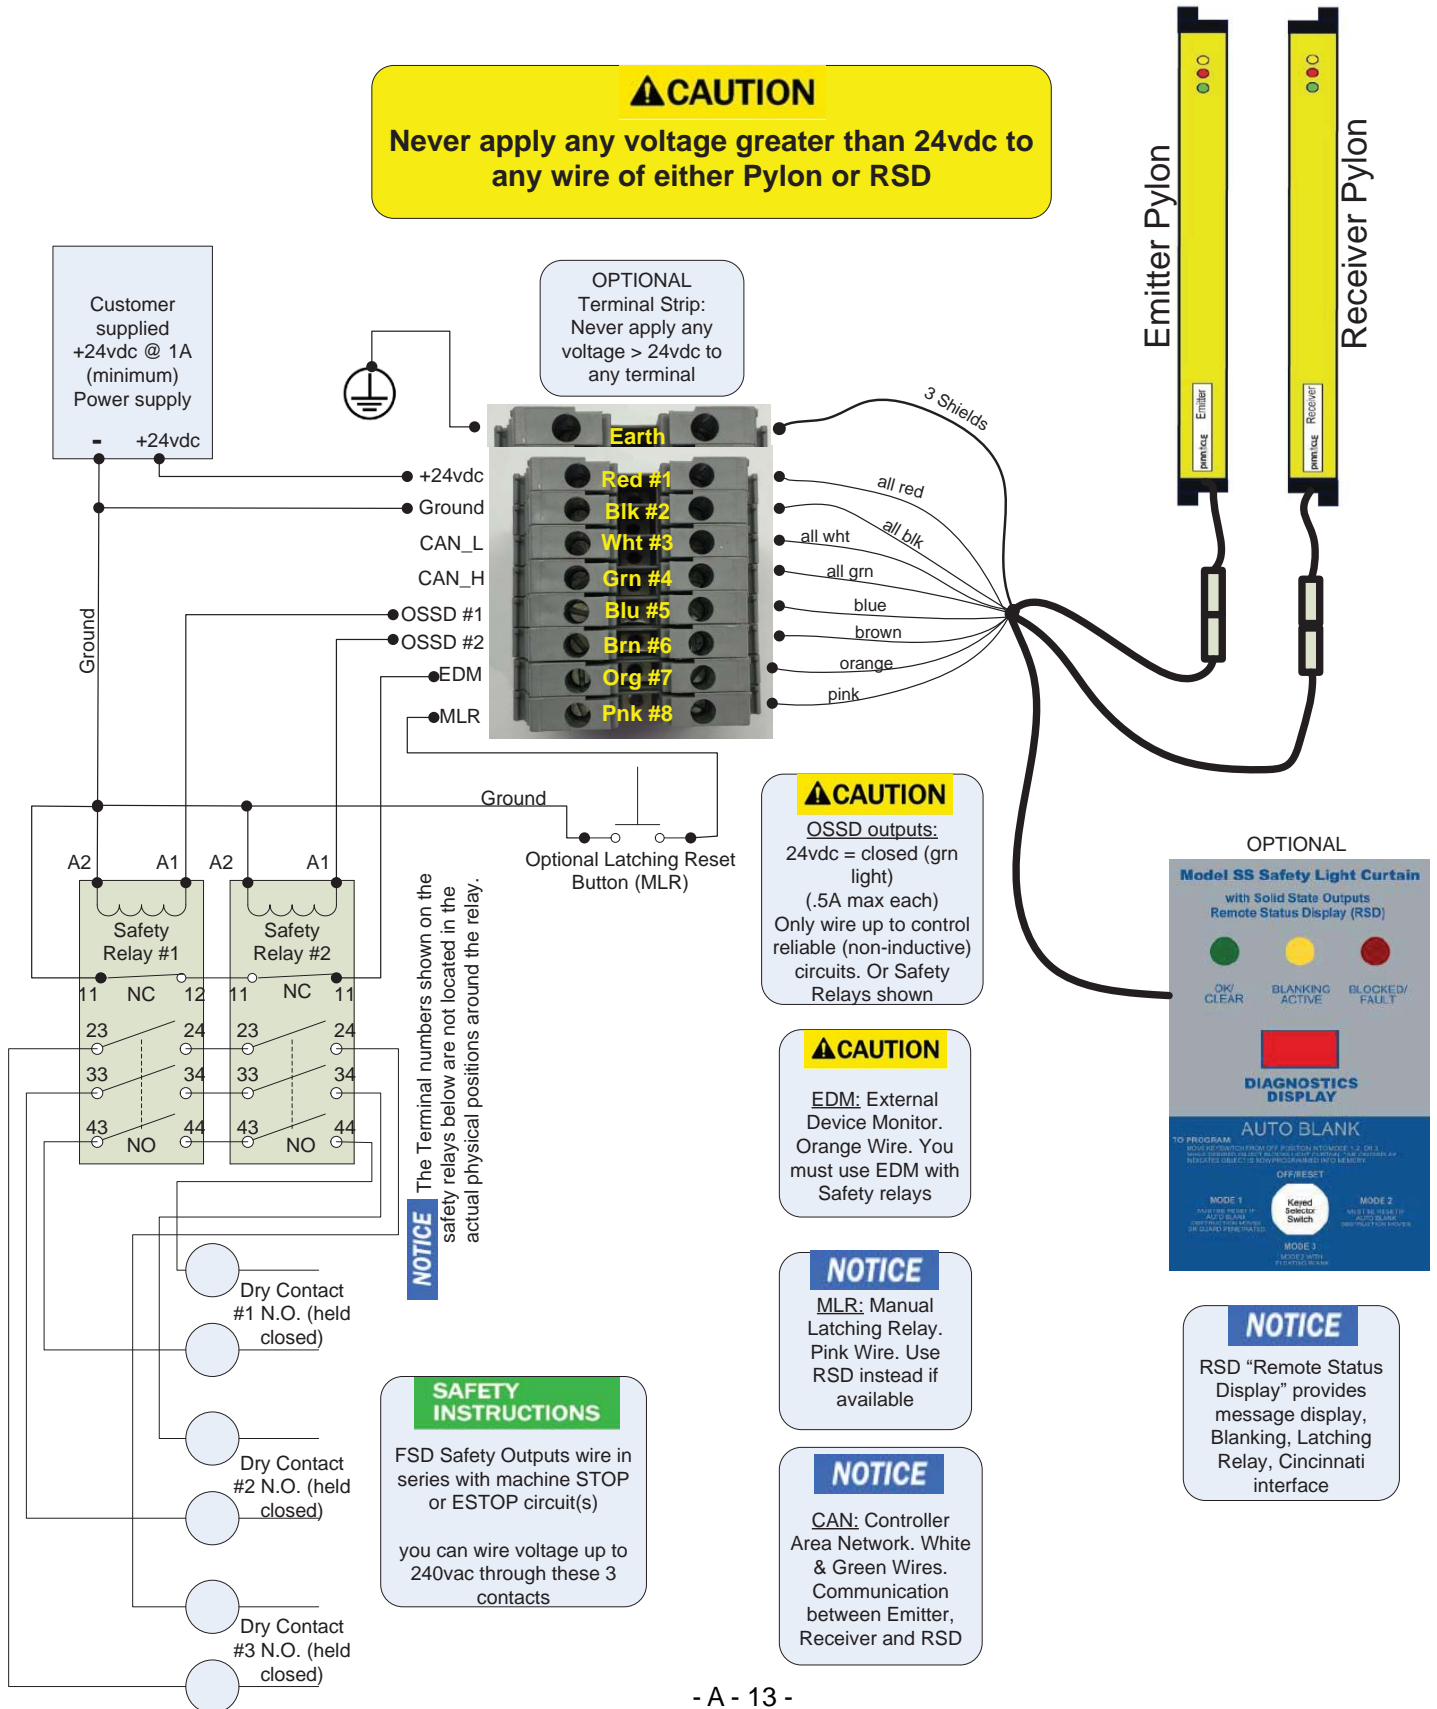 CAUTION
Never apply any voltage greater than 24vdc to
any wire of either Pylon or RSD
Emitter Pylon
Receiver Pylon
Emitter
Receiver
Customer
supplied
+24vdc @ 1A
(minimum)
Power supply
-
+24vdc
OPTIONAL
Terminal Strip:
Never apply any
voltage > 24vdc to
any terminal
3 Shields
Earth
+24vdc
Red #1
all red
Ground
Blk #2
all blk
CAN_L
Wht #3
all wht
CAN_H
Grn #4
all grn
OSSD #1
Blu #5
blue
OSSD #2
Brn #6
brown
EDM
Org #7
orange
MLR
Pnk #8
pink
Ground
Ground
Optional Latching Reset
Button (MLR)
A2
A1
A2
A1
Safety
Relay #1
Safety
Relay #2
11
NC
12
11
NC
11
23
24
23
24
33
34
33
34
43
NO
44
43
NO
44
NOTICE The Terminal numbers shown on the
safety relays below are not located in the
actual physical positions around the relay.
CAUTION
OSSD outputs:
24vdc = closed (grn
light)
(.5A max each)
Only wire up to control
reliable (non-inductive)
circuits. Or Safety
Relays shown
CAUTION
EDM: External
Device Monitor.
Orange Wire. You
must use EDM with
Safety relays
NOTICE
MLR: Manual
Latching Relay.
Pink Wire. Use
RSD instead if
available
NOTICE
CAN: Controller
Area Network. White
& Green Wires.
Communication
between Emitter,
Receiver and RSD
OPTIONAL
Model SS Safety Light Curtain
with Solid State Outputs
Remote Status Display (RSD)
OK/
CLEAR
BLANKING
ACTIVE
BLOCKED/
FAULT
DIAGNOSTICS
DISPLAY
AUTO BLANK
TO PROGRAM:
OFF/RESET
MODE 1
Keyed
Selector
Switch
MODE 2
MODE 3
NOTICE
RSD “Remote Status
Display” provides
message display,
Blanking, Latching
Relay, Cincinnati
interface
Dry Contact
#1 N.O. (held
closed)
Dry Contact
#2 N.O. (held
closed)
Dry Contact
#3 N.O. (held
closed)
SAFETY
INSTRUCTIONS
FSD Safety Outputs wire in
series with machine STOP
or ESTOP circuit(s)
you can wire voltage up to
240vac through these 3
contacts
- A - 13 -